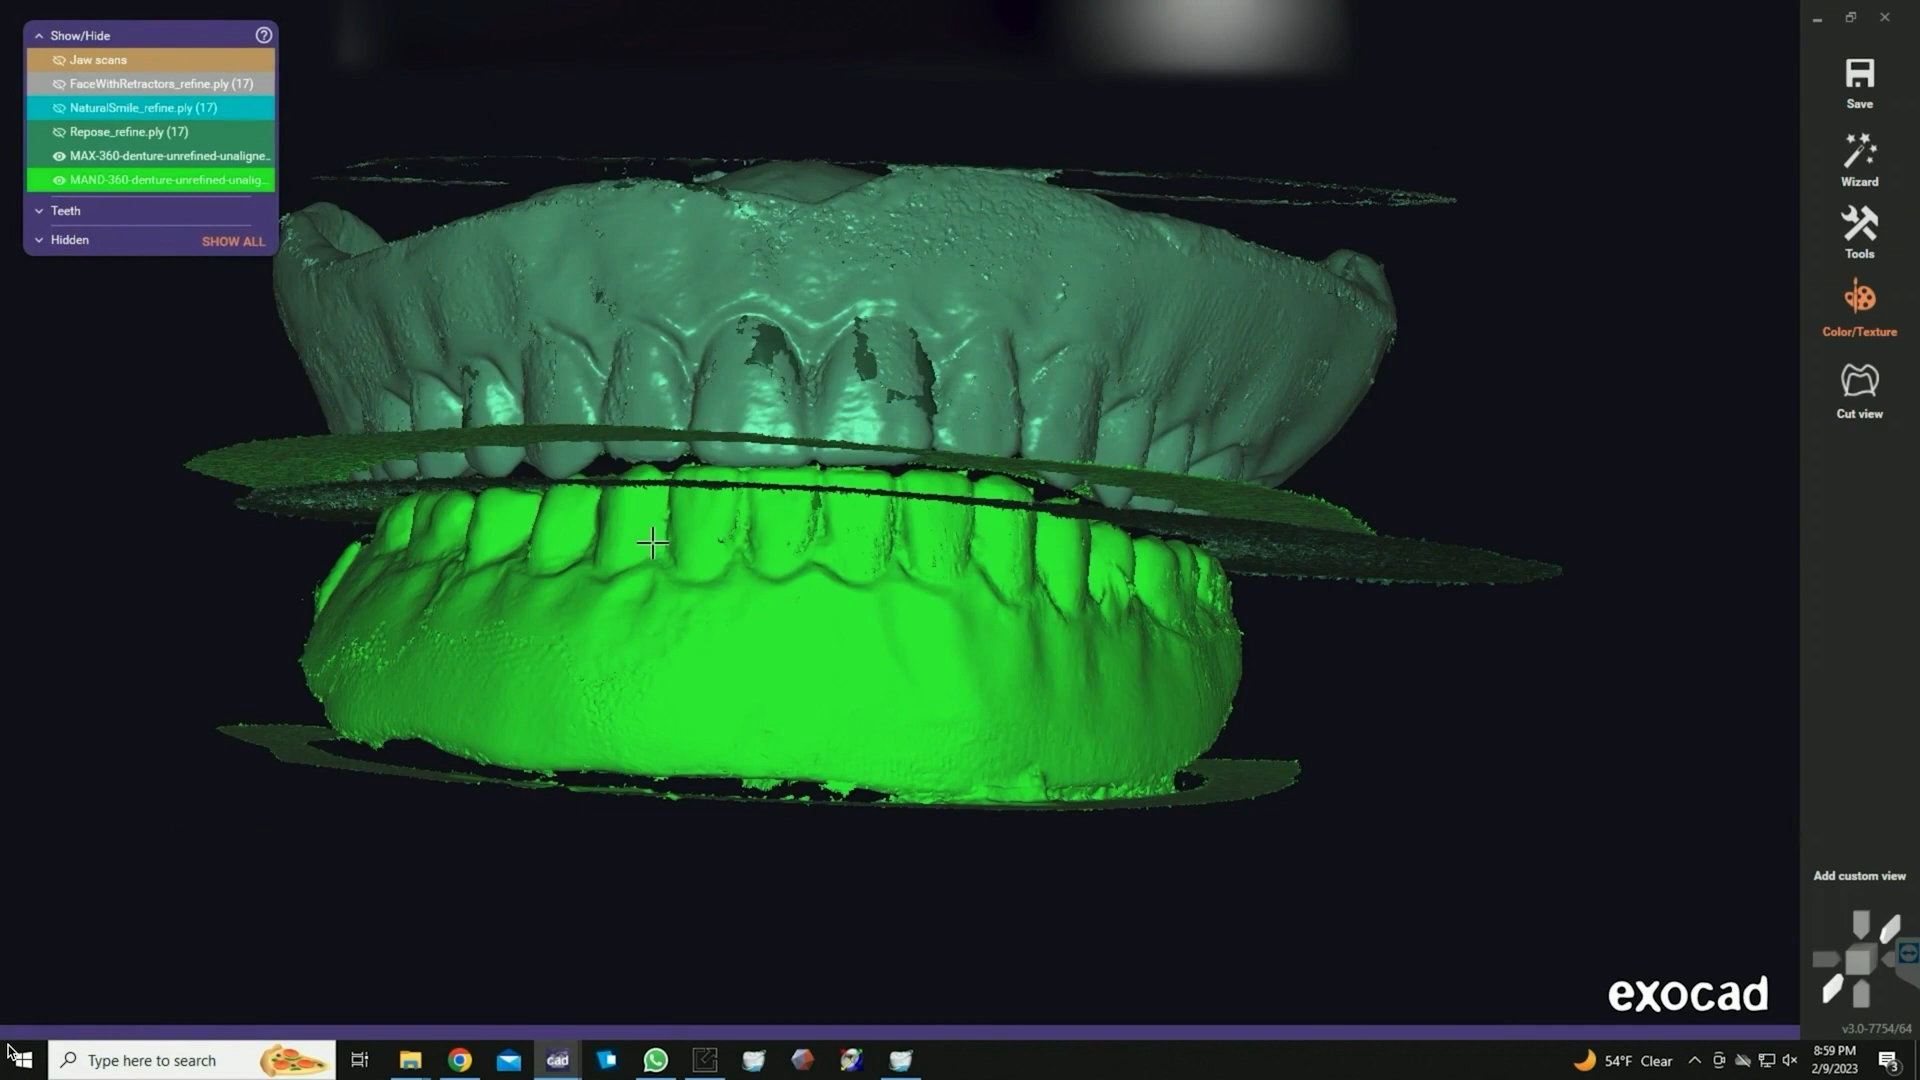 Show/Hide
Jaw scans
FaceWithRetractors_refine.ply (17)
NaturalSmile_refine.ply (17)
Repose_refine.ply (17)
MAX-360-denture-unrefined-unaligne..
MAND-360-denture-unrefined-unalig...
Teeth
Hidden SHOW ALL
Save
Wizard
Tools
Color/Texture
Cut view
Add custom view
exocad
v3.0-7754/64
Type here to search
cad
54°F Clear
8:59 PM
2/9/2023
3